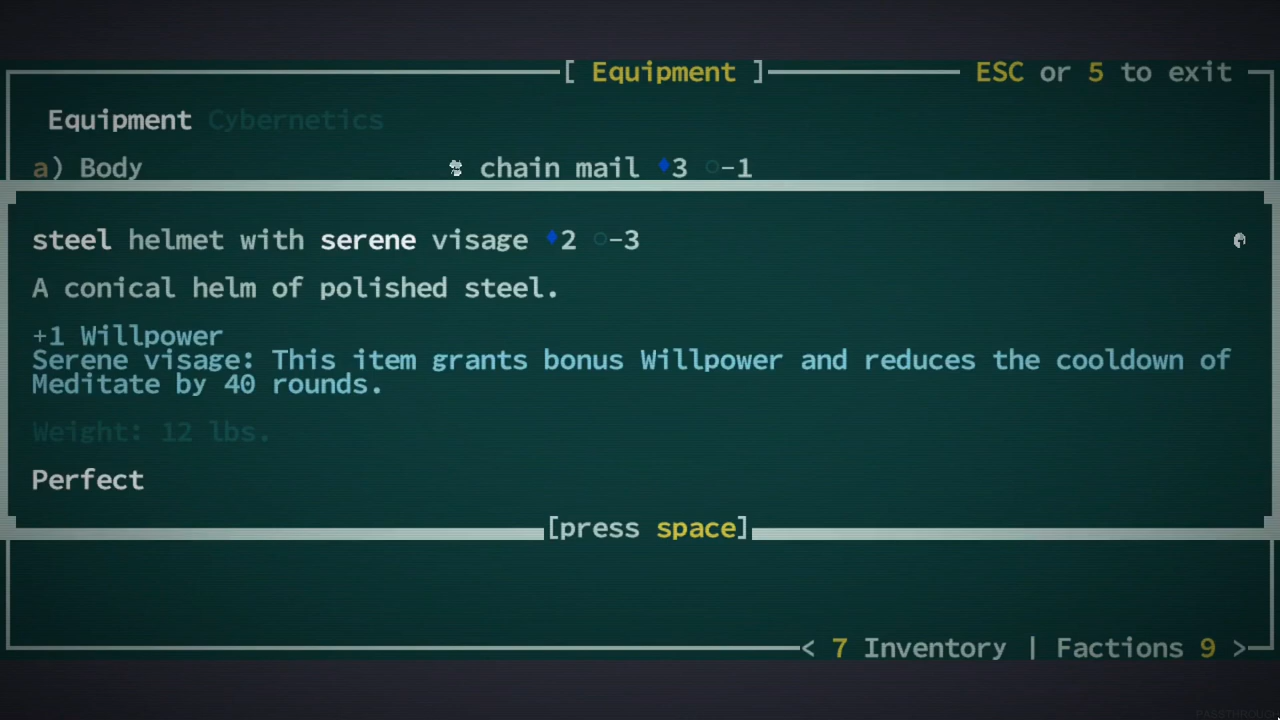 [ Equipment ] ESC or 5 to exit
Equipment Cybernetics
a) Body chain mail ♦3 ○-1
steel helmet with serene visage ♦2 ○-3
A conical helm of polished steel.
+1 Willpower
Serene visage: This item grants bonus Willpower and reduces the cooldown of
Meditate by 40 rounds.
Weight: 12 lbs.
Perfect
[press space]
< 7 Inventory | Factions 9 >